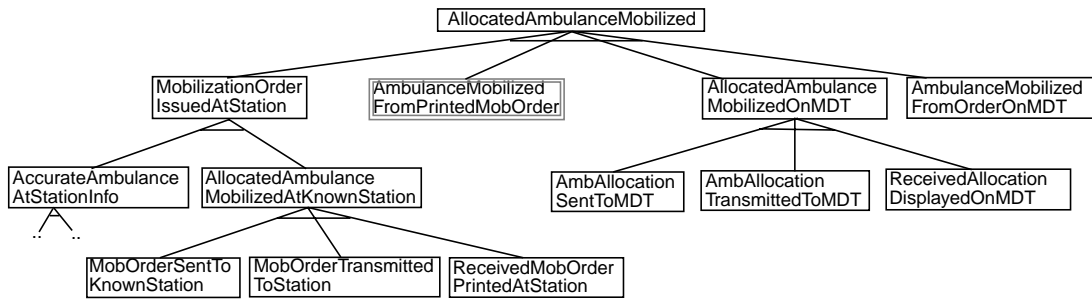 AllocatedAmbulanceMobilized
MobilizationOrder
IssuedAtStation
AmbulanceMobilized
FromPrintedMobOrder
AllocatedAmbulance
MobilizedOnMDT
AmbulanceMobilized
FromOrderOnMDT
AccurateAmbulance
AtStationInfo
AllocatedAmbulance
MobilizedAtKnownStation
AmbAllocation
SentToMDT
AmbAllocation
TransmittedToMDT
ReceivedAllocation
DisplayedOnMDT
.. ..
MobOrderSentTo
KnownStation
MobOrderTransmitted
ToStation
ReceivedMobOrder
PrintedAtStation